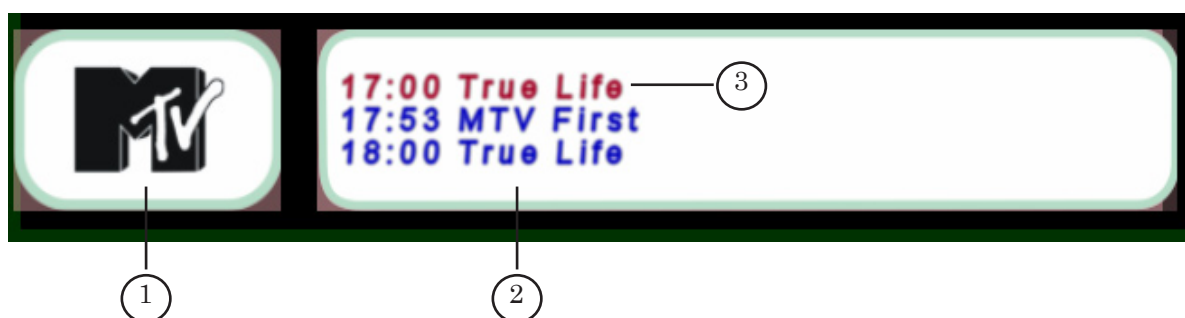 MTV
17:00 True Life
17:53 MTV First
18:00 True Life
3
1
2